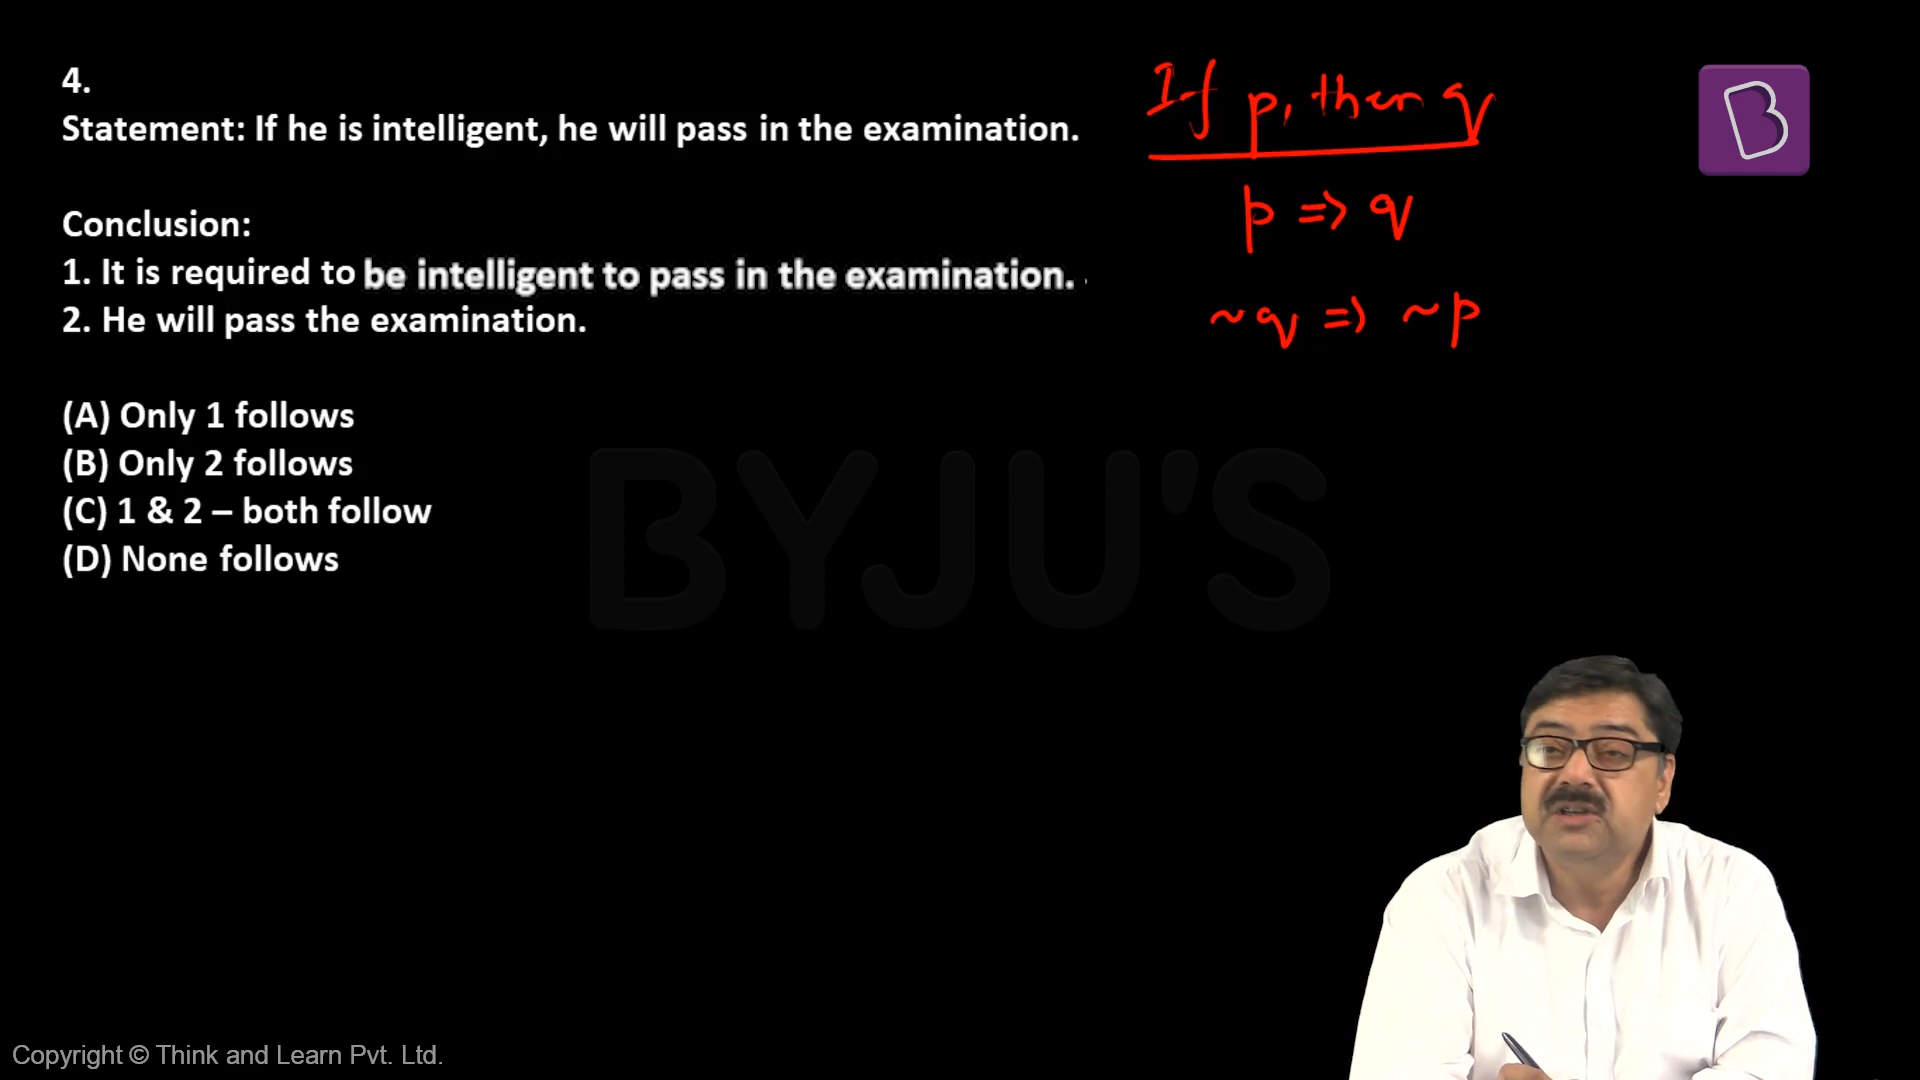 4.
Statement: If he is intelligent, he will pass in the examination.
Conclusion:
1. It is required to be intelligent to pass in the examination.
2. He will pass the examination.
(A) Only 1 follows
(B) Only 2 follows
(C) 1 & 2 – both follow
(D) None follows
If p, then q
p => q
~q => ~p
B
BYJU'S
Copyright © Think and Learn Pvt. Ltd.